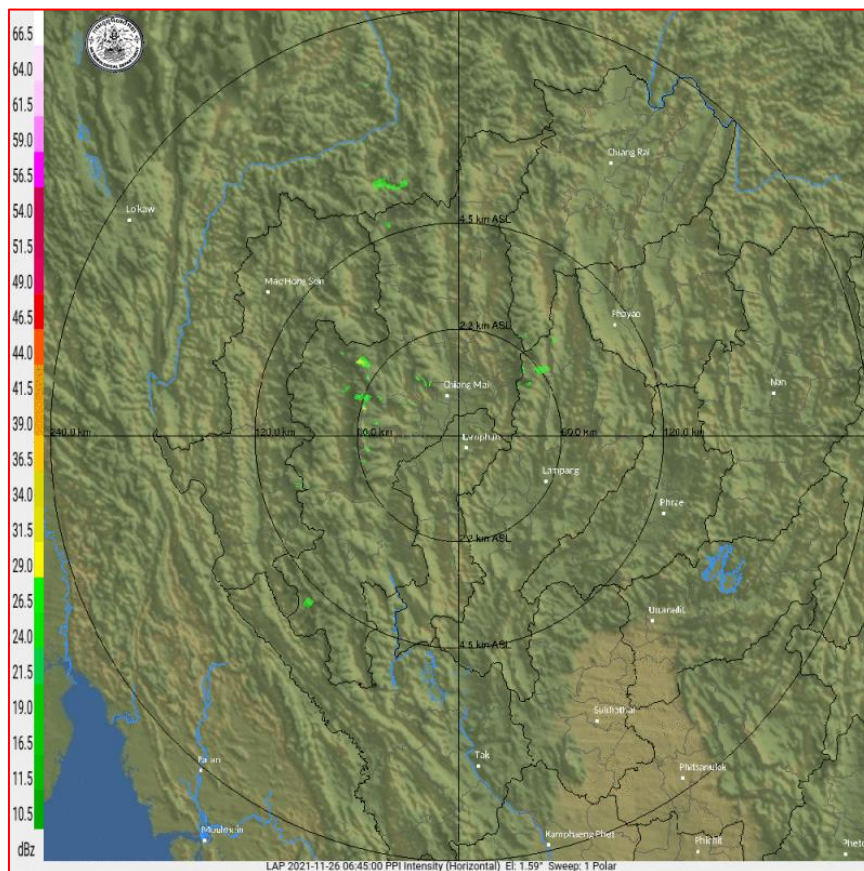 66.5
64.0
61.5
59.0
56.5
54.0
51.5
49.0
46.5
44.0
41.5
39.0
36.5
34.0
31.5
29.0
26.5
24.0
21.5
19.0
16.5
11.5
10.5
dBz
Chiang Rai
Loikaw
4.5 km ASL
Mae Hong Son
Phayao
2.2 km ASL
Nan
Chiang Mai
240.0 km
120.0 km
60.0 km
60.0 km
120.0 km
Lamphun
Lampang
Phrae
2.2 km ASL
Uttaradit
4.5 km ASL
Sukhothai
Tak
Phitsanulok
Moulmein
Kamphaeng Phet
Phichit
LAP 2021-11-26 06:45:00 PPI Intensity (Horizontal) El: 1.59° Sweep: 1 Polar